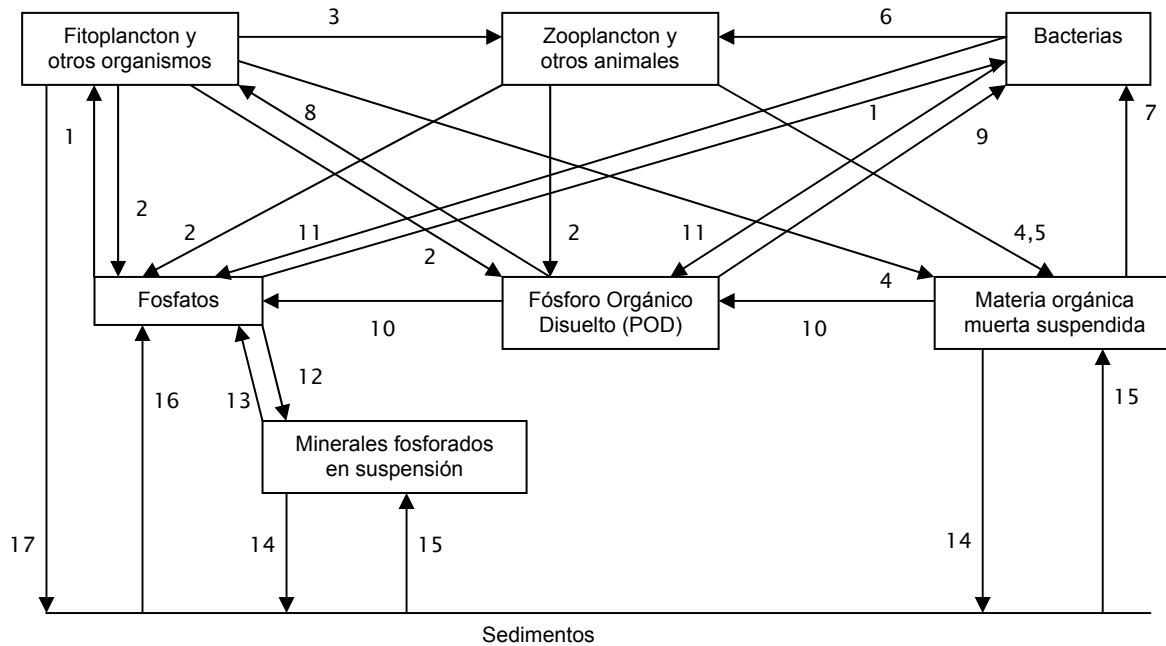 3
6
Fitoplancton y
otros organismos
Zooplancton y
otros animales
Bacterias
1
8
1
9
7
2
2
11
2
2
11
4,5
4
Fosfatos
Fósforo Orgánico
Disuelto (POD)
Materia orgánica
muerta suspendida
10
10
12
13
16
15
Minerales fosforados
en suspensión
17
14
15
14
Sedimentos